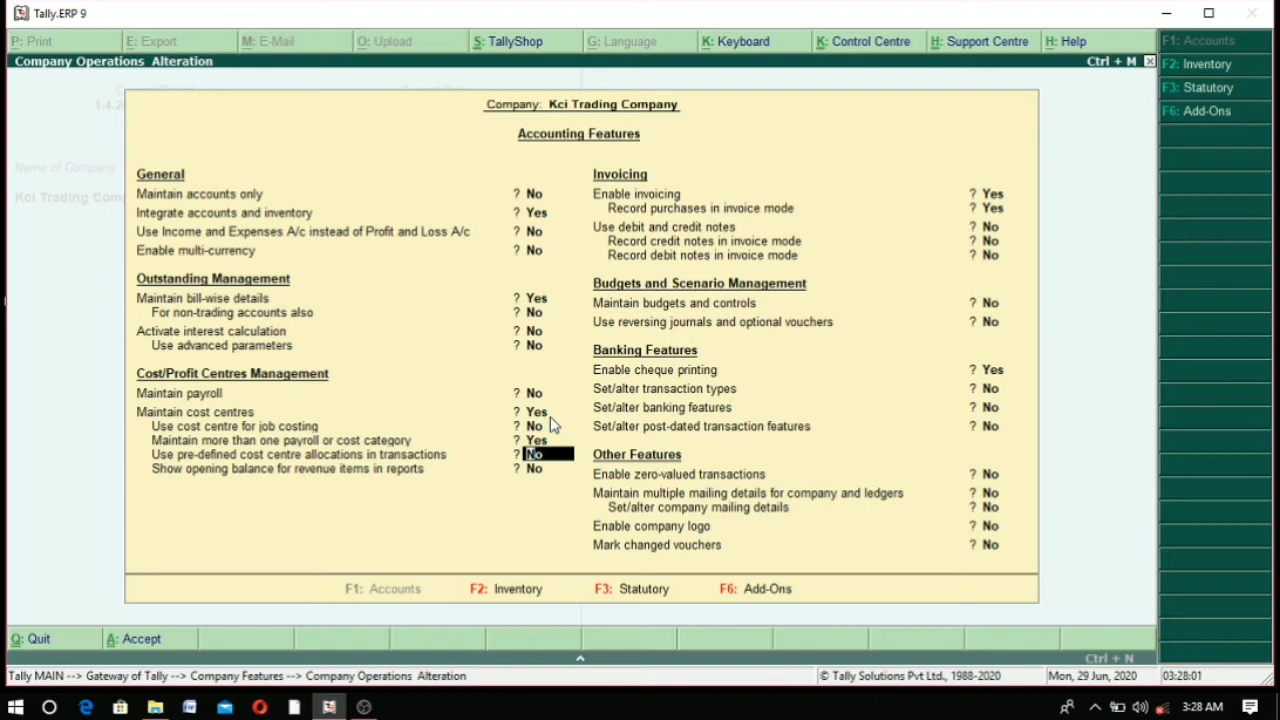 Tally.ERP 9
P: Print E: Export M: E-Mail O: Upload S: TallyShop G: Language K: Keyboard K: Control Centre H: Support Centre H: Help F1: Accounts
Company Operations Alteration Ctrl + M
F2: Inventory
F3: Statutory
F6: Add-Ons
1-4-2
Name of Company
Kci Trading Com
Company: Kci Trading Company
Accounting Features
General
Maintain accounts only ? No
Integrate accounts and inventory ? Yes
Use Income and Expenses A/c instead of Profit and Loss A/c ? No
Enable multi-currency ? No
Outstanding Management
Maintain bill-wise details ? Yes
For non-trading accounts also ? No
Activate interest calculation ? No
Use advanced parameters ? No
Cost/Profit Centres Management
Maintain payroll ? No
Maintain cost centres ? Yes
Use cost centre for job costing ? No
Maintain more than one payroll or cost category ? Yes
Use pre-defined cost centre allocations in transactions ? No
Show opening balance for revenue items in reports ? No
Invoicing
Enable invoicing ? Yes
Record purchases in invoice mode ? Yes
Use debit and credit notes ? No
Record credit notes in invoice mode ? No
Record debit notes in invoice mode ? No
Budgets and Scenario Management
Maintain budgets and controls ? No
Use reversing journals and optional vouchers ? No
Banking Features
Enable cheque printing ? Yes
Set/alter transaction types ? No
Set/alter banking features ? No
Set/alter post-dated transaction features ? No
Other Features
Enable zero-valued transactions ? No
Maintain multiple mailing details for company and ledgers ? No
Set/alter company mailing details ? No
Enable company logo ? No
Mark changed vouchers ? No
F1: Accounts F2: Inventory F3: Statutory F6: Add-Ons
Q: Quit A: Accept
Ctrl + N
Tally MAIN --> Gateway of Tally --> Company Features --> Company Operations Alteration © Tally Solutions Pvt Ltd., 1988-2020 Mon, 29 Jun, 2020 03:28:01
3:28 AM